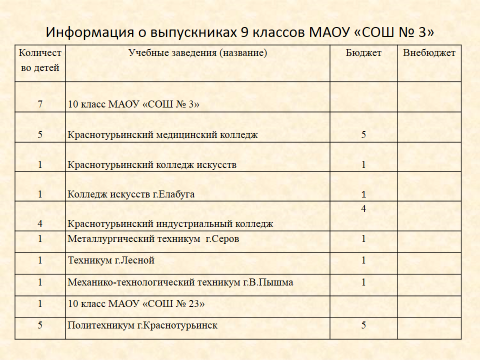 Информация о выпускниках 9 классов МАОУ «СОШ № 3»
Количест Учебные заведения (название) Бюджет Внебюджет
во детей
7 10 класс МАОУ «СОШ № 3»
5 Краснотурьинский медицинский колледж 5
1 Краснотурьинский колледж искусств 1
1 Колледж искусств г.Елабуга 1
4 Краснотурьинский индустриальный колледж 4
1 Металлургический техникум г.Серов 1
1 Техникум г.Лесной 1
1 Механико-технологический техникум г.В.Пышма 1
1 10 класс МАОУ «СОШ № 23»
5 Политехникум г.Краснотурьинск 5